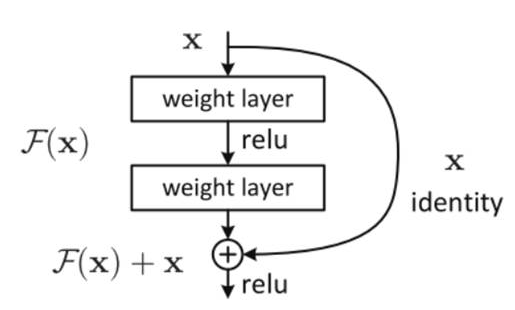 x
weight layer
relu
F(x)
weight layer
x
identity
F(x) + x
+
relu